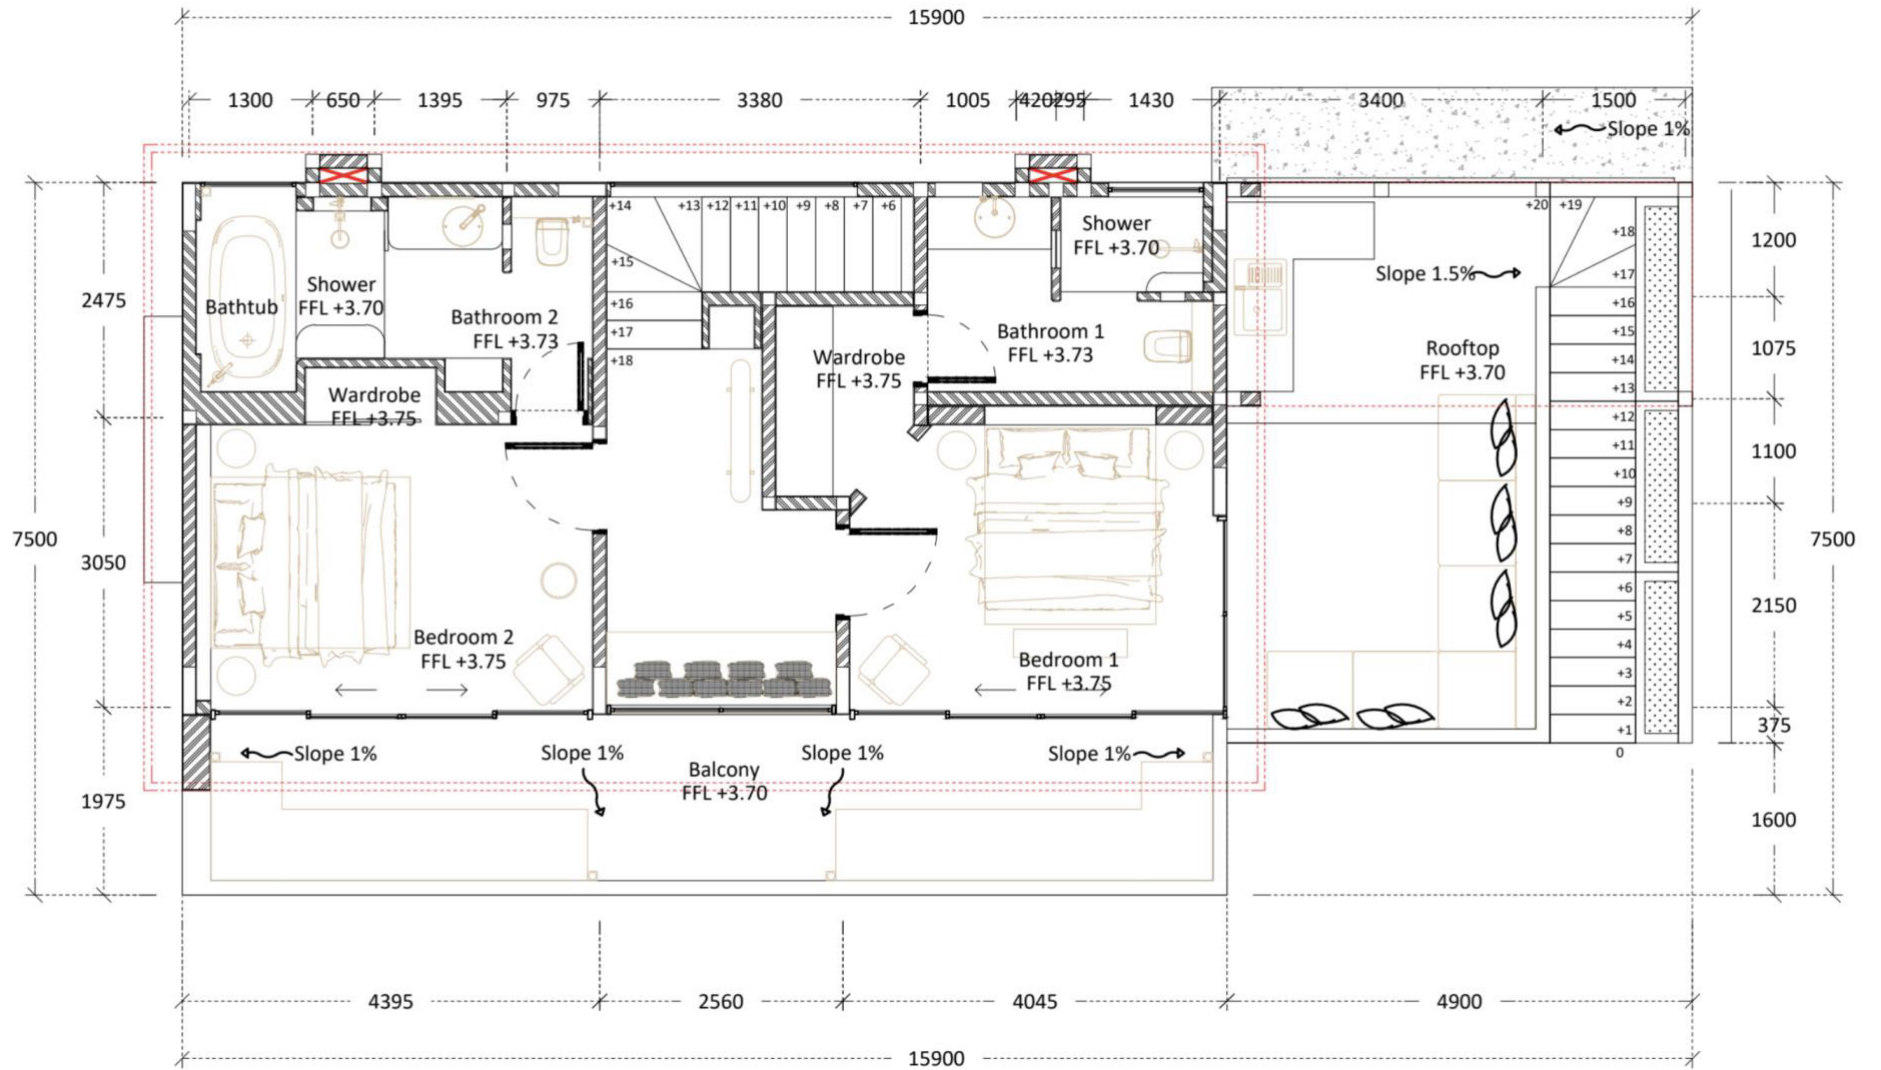 15900
1300 650 1395 975 3380 1005 420 295 1430 3400 1500
Slope 1%
+14 +13 +12 +11 +10 +9 +8 +7 +6
+15
+16
+17
+18
Shower
FFL +3.70
Bathtub
Shower
FFL +3.70
Bathroom 2
FFL +3.73
Wardrobe
FFL +3.75
Wardrobe
FFL +3.75
Bathroom 1
FFL +3.73
Slope 1.5%
Rooftop
FFL +3.70
+20 +19
+18
+17
+16
+15
+14
+13
+12
+11
+10
+9
+8
+7
+6
+5
+4
+3
+2
+1
0
2475
3050
1975
7500
1200
1075
1100
2150
375
1600
7500
Bedroom 2
FFL +3.75
Bedroom 1
FFL +3.75
Slope 1%
Slope 1%
Slope 1%
Slope 1%
Balcony
FFL +3.70
4395 2560 4045 4900
15900